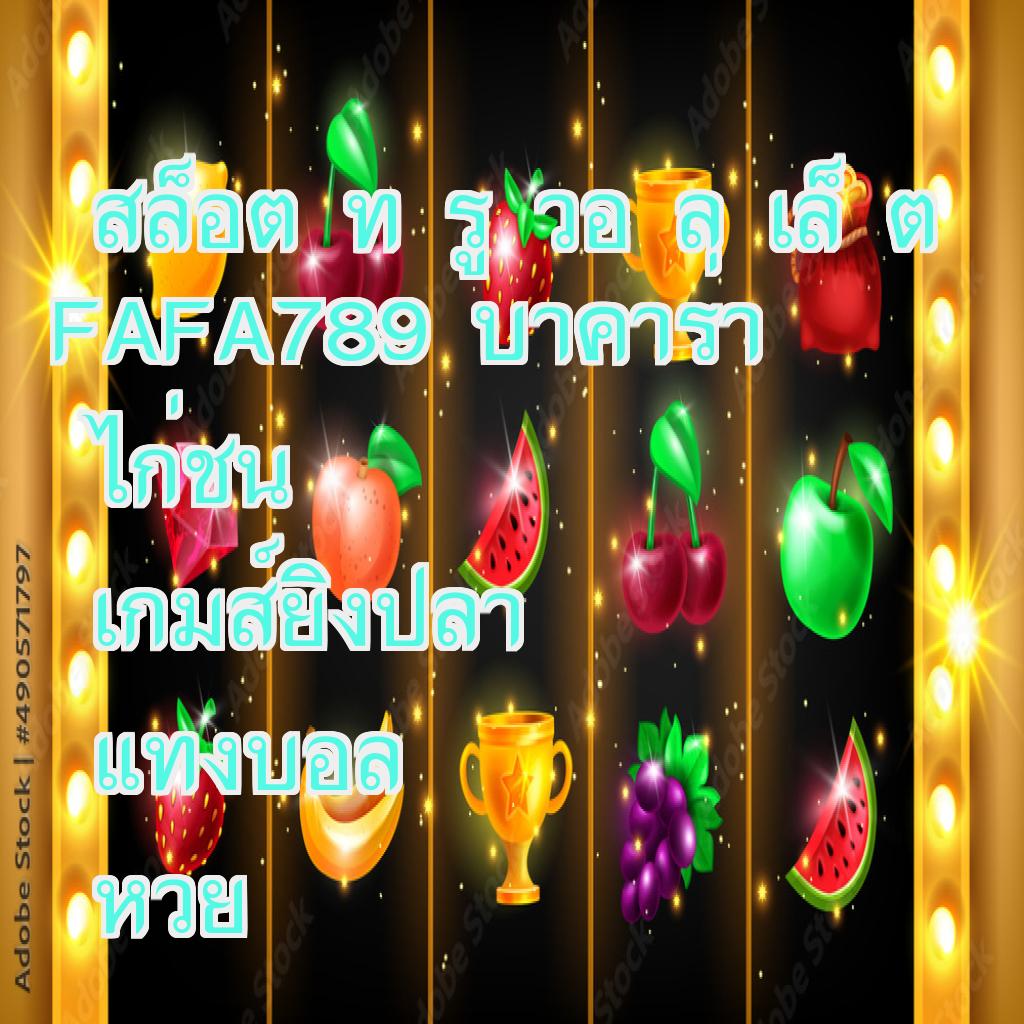 สล็อต ท รู วอ ลุ เล็ ต
FAFA789 บาคารา
ไก่ชน
เกมส์ยิงปลา
แทงบอล
หวย
Adobe Stock | #490571797